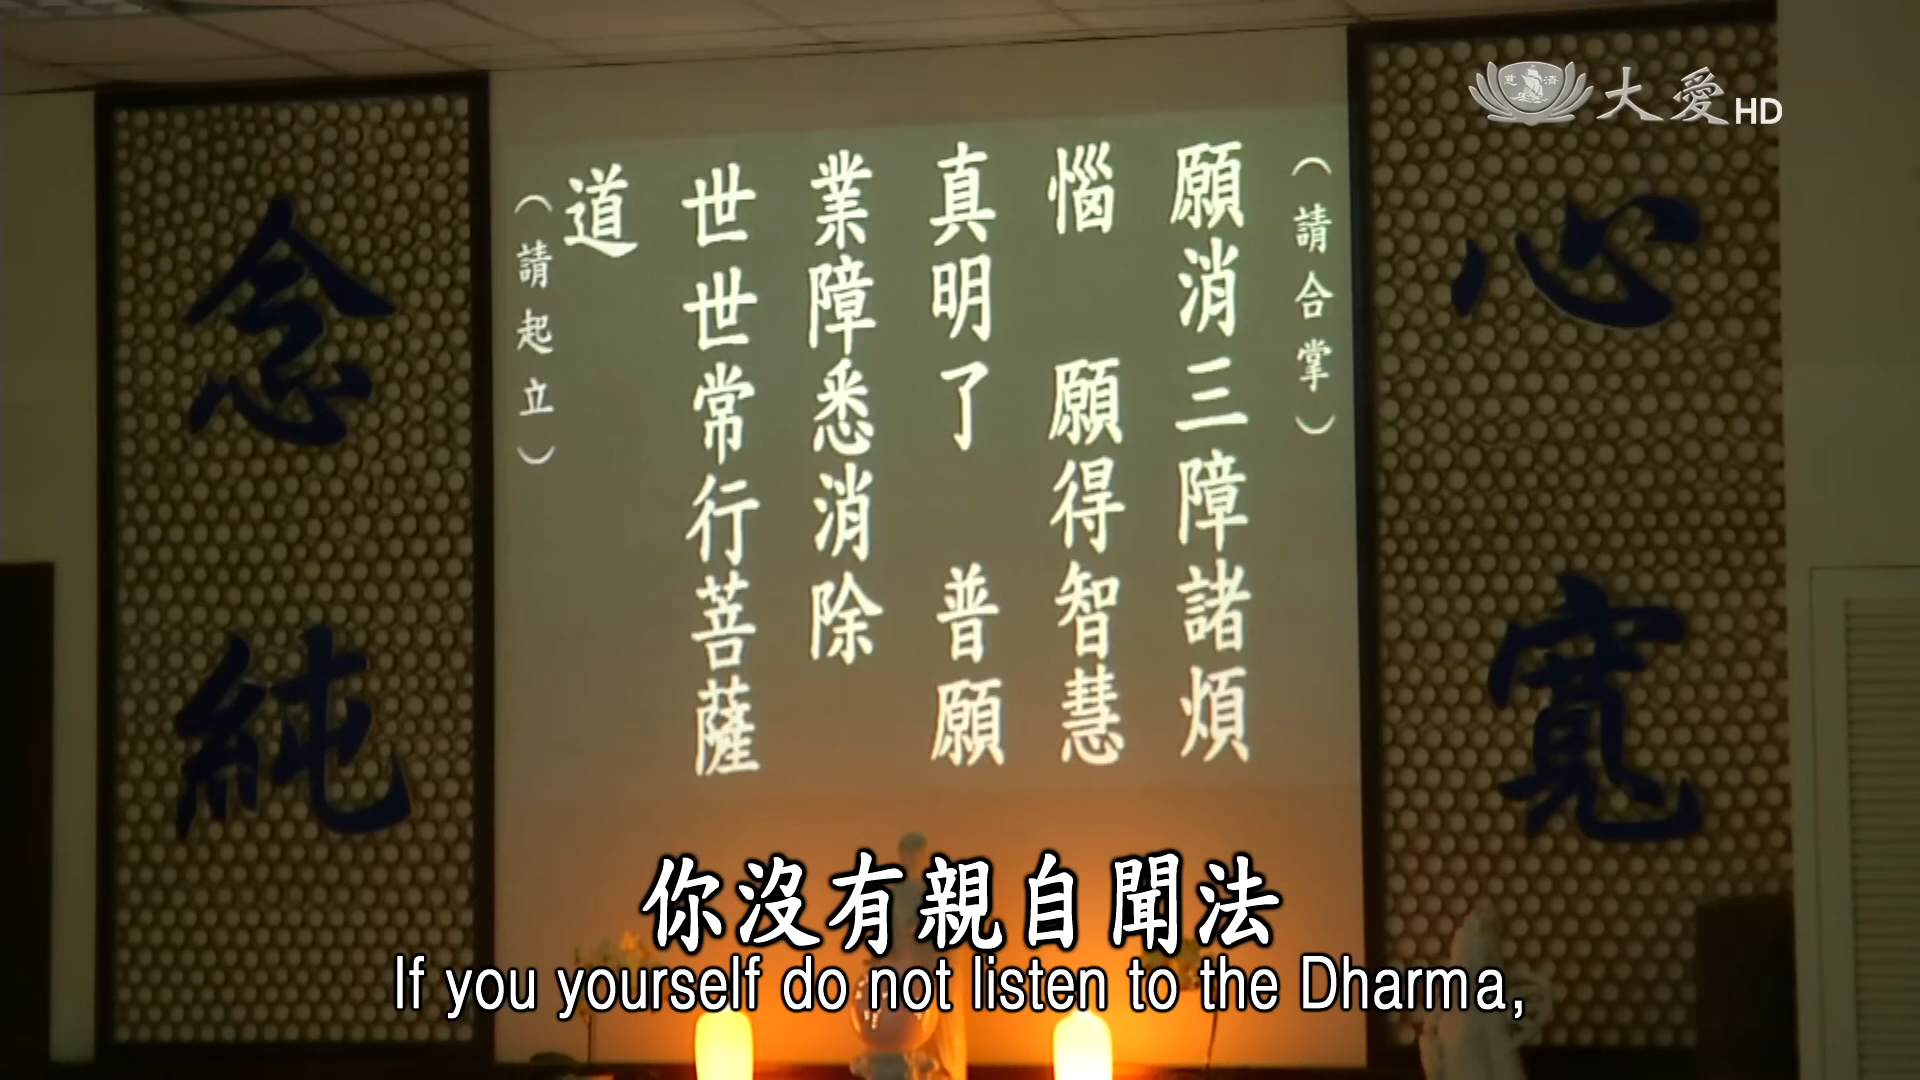 慈濟
大愛HD
心寬
(請合掌)
願消三障諸煩
惱　願得智慧
真明了　普願
業障悉消除
世世常行菩薩
道
(請起立)
念純
你沒有親自聞法
If you yourself do not listen to the Dharma,